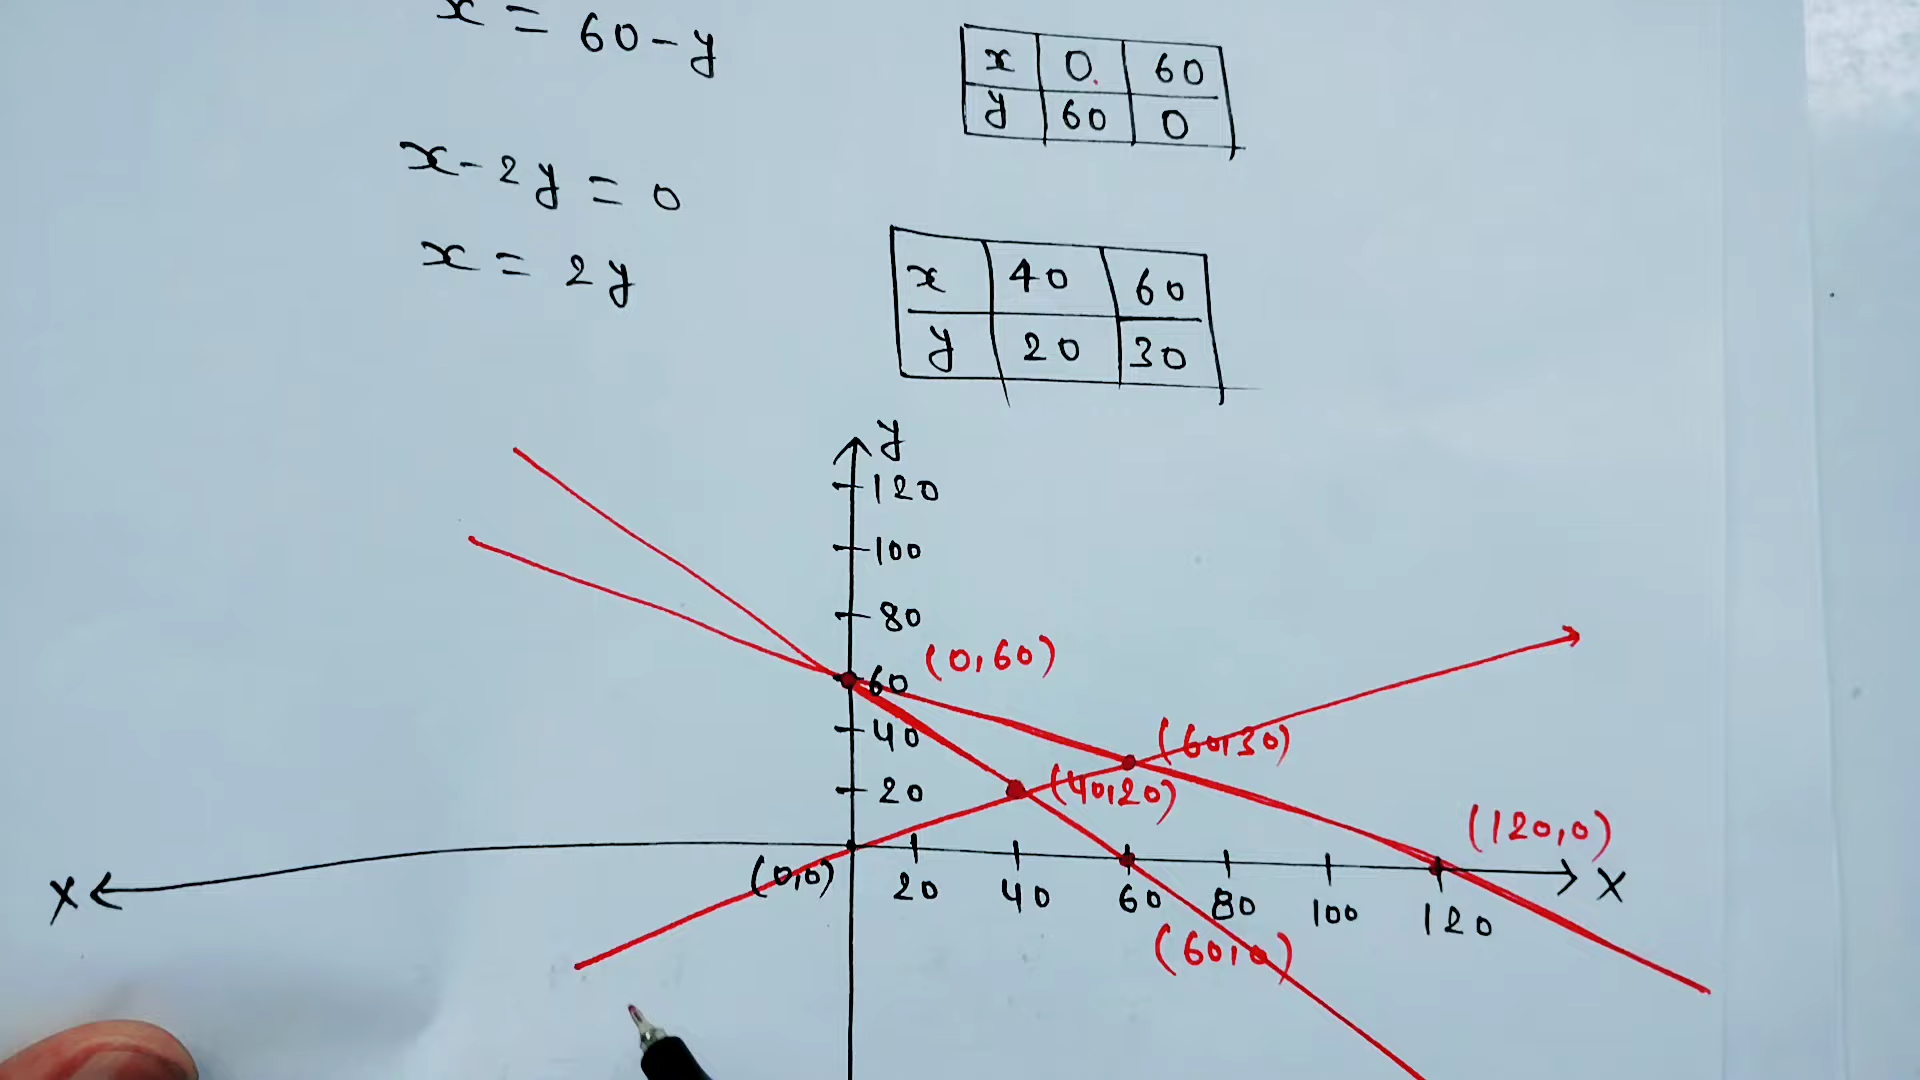 x = 60 - y
x 0 60
y 60 0
x - 2y = 0
x = 2y
x 40 60
y 20 30
y
120
100
80
(0,60)
60
40
(60,30)
20
(40,20)
(120,0)
(0,0)
X
20 40 60 80 100 120
X
(60,0)